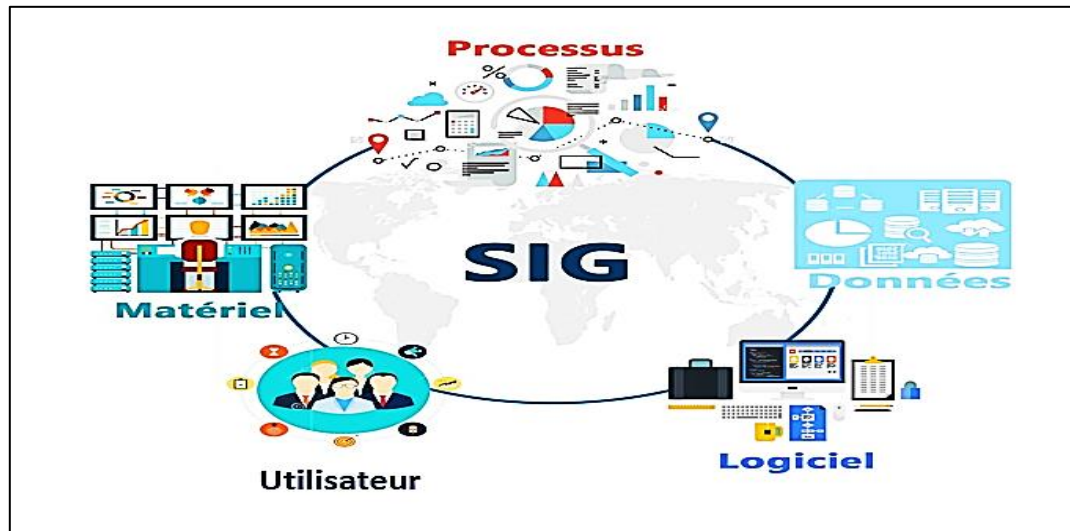 Processus
%
SIG
Données
Matériel
Logiciel
Utilisateur